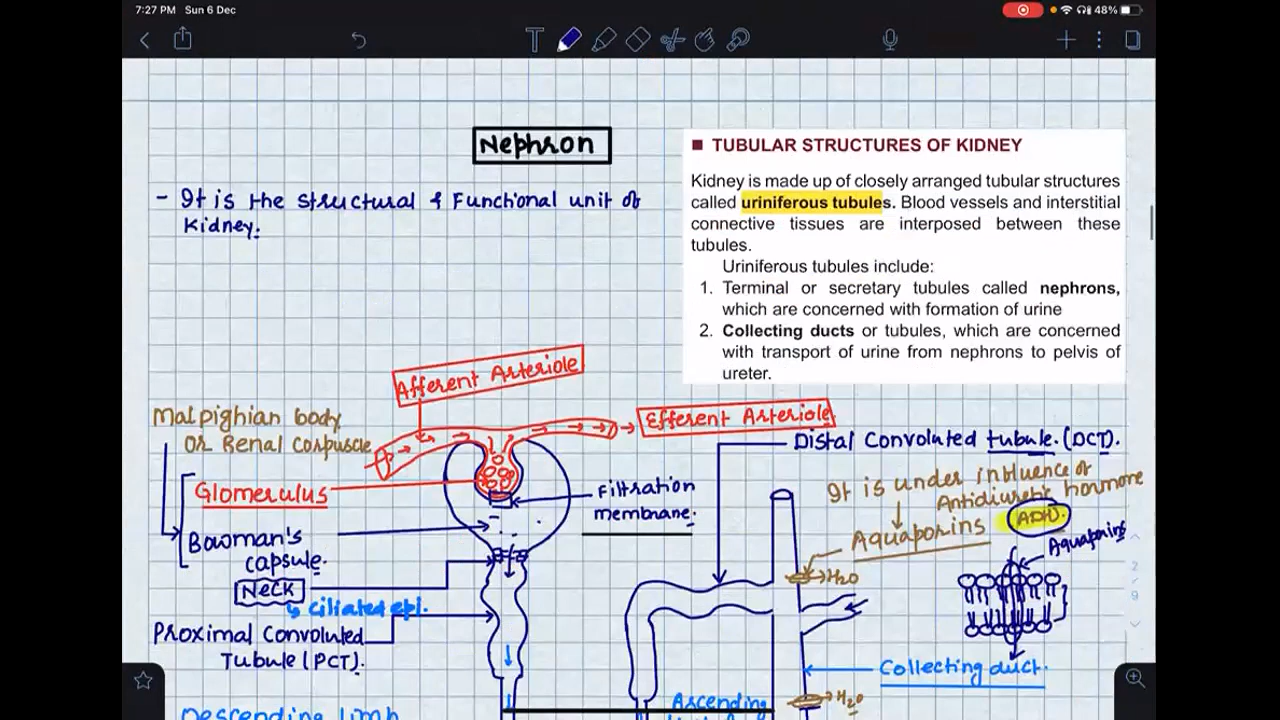 7:27 PM Sun 6 Dec
48%
Nephron
- It is the Structural & Functional unit of
Kidney.
■ TUBULAR STRUCTURES OF KIDNEY
Kidney is made up of closely arranged tubular structures
called uriniferous tubules. Blood vessels and interstitial
connective tissues are interposed between these
tubules.
Uriniferous tubules include:
1. Terminal or secretary tubules called nephrons,
which are concerned with formation of urine
2. Collecting ducts or tubules, which are concerned
with transport of urine from nephrons to pelvis of
ureter.
Afferent Arteriole
Efferent Arteriole
Malpighian body
or Renal corpuscle
Glomerulus
Bowman's
capsule.
Neck
ciliated epi.
Proximal Convoluted
Tubule (PCT).
Filtration
membrane.
Distal Convoluted tubule. (DCT).
It is under influence of
Antidiuretic hormone
ADH.
Aquaporins
Aquaporins
H2O
Collecting duct.
H2O
Ascending
Descending limb
2
9